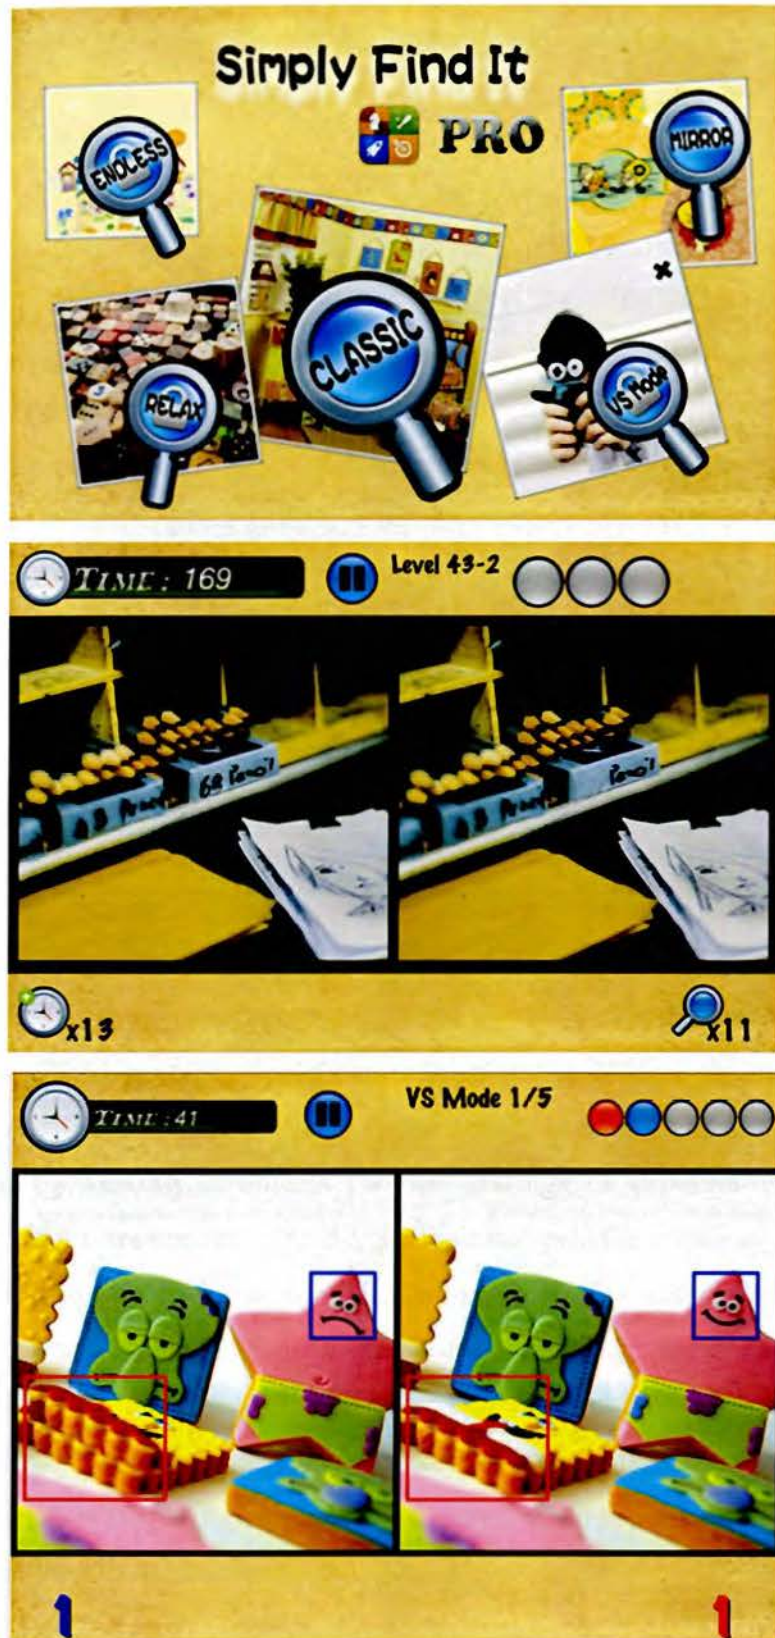 Simply Find It
PRO
ENDLESS
MIRROR
CLASSIC
RELAX
VS Mode
TIME: 169
Level 43-2
x13
x11
TIME: 41
VS Mode 1/5
1
1